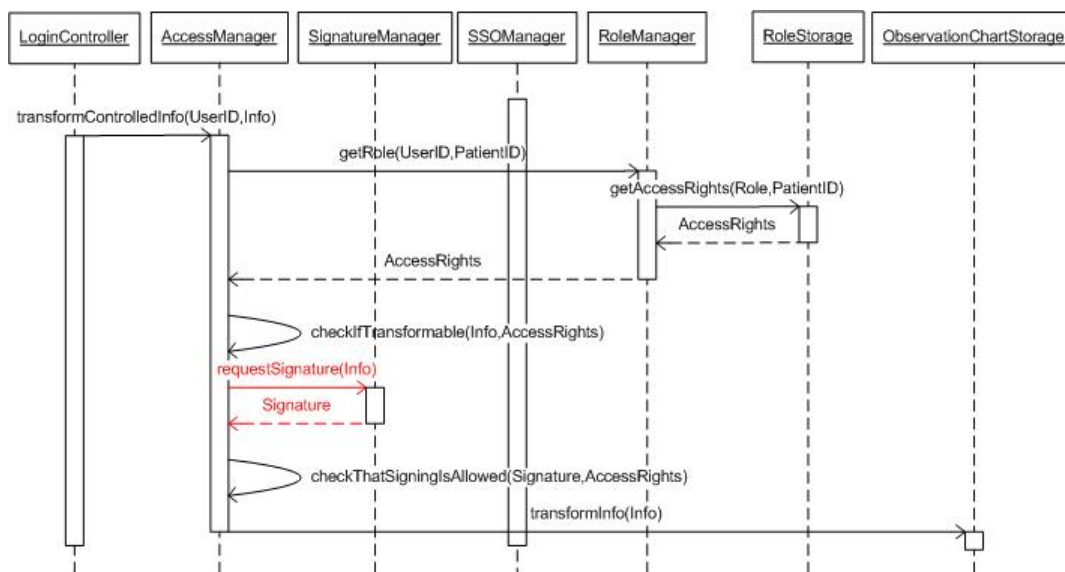 LoginController
AccessManager
SignatureManager
SSOManager
RoleManager
RoleStorage
ObservationChartStorage
transformControlledInfo(UserID,Info)
getRole(UserID,PatientID)
getAccessRights(Role,PatientID)
AccessRights
AccessRights
checkIfTransformable(Info,AccessRights)
requestSignature(Info)
Signature
checkThatSigningIsAllowed(Signature,AccessRights)
transformInfo(Info)